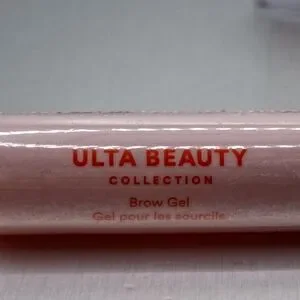 ULTA BEAUTY
COLLECTION
Brow Gel
Gel pour les sourcils